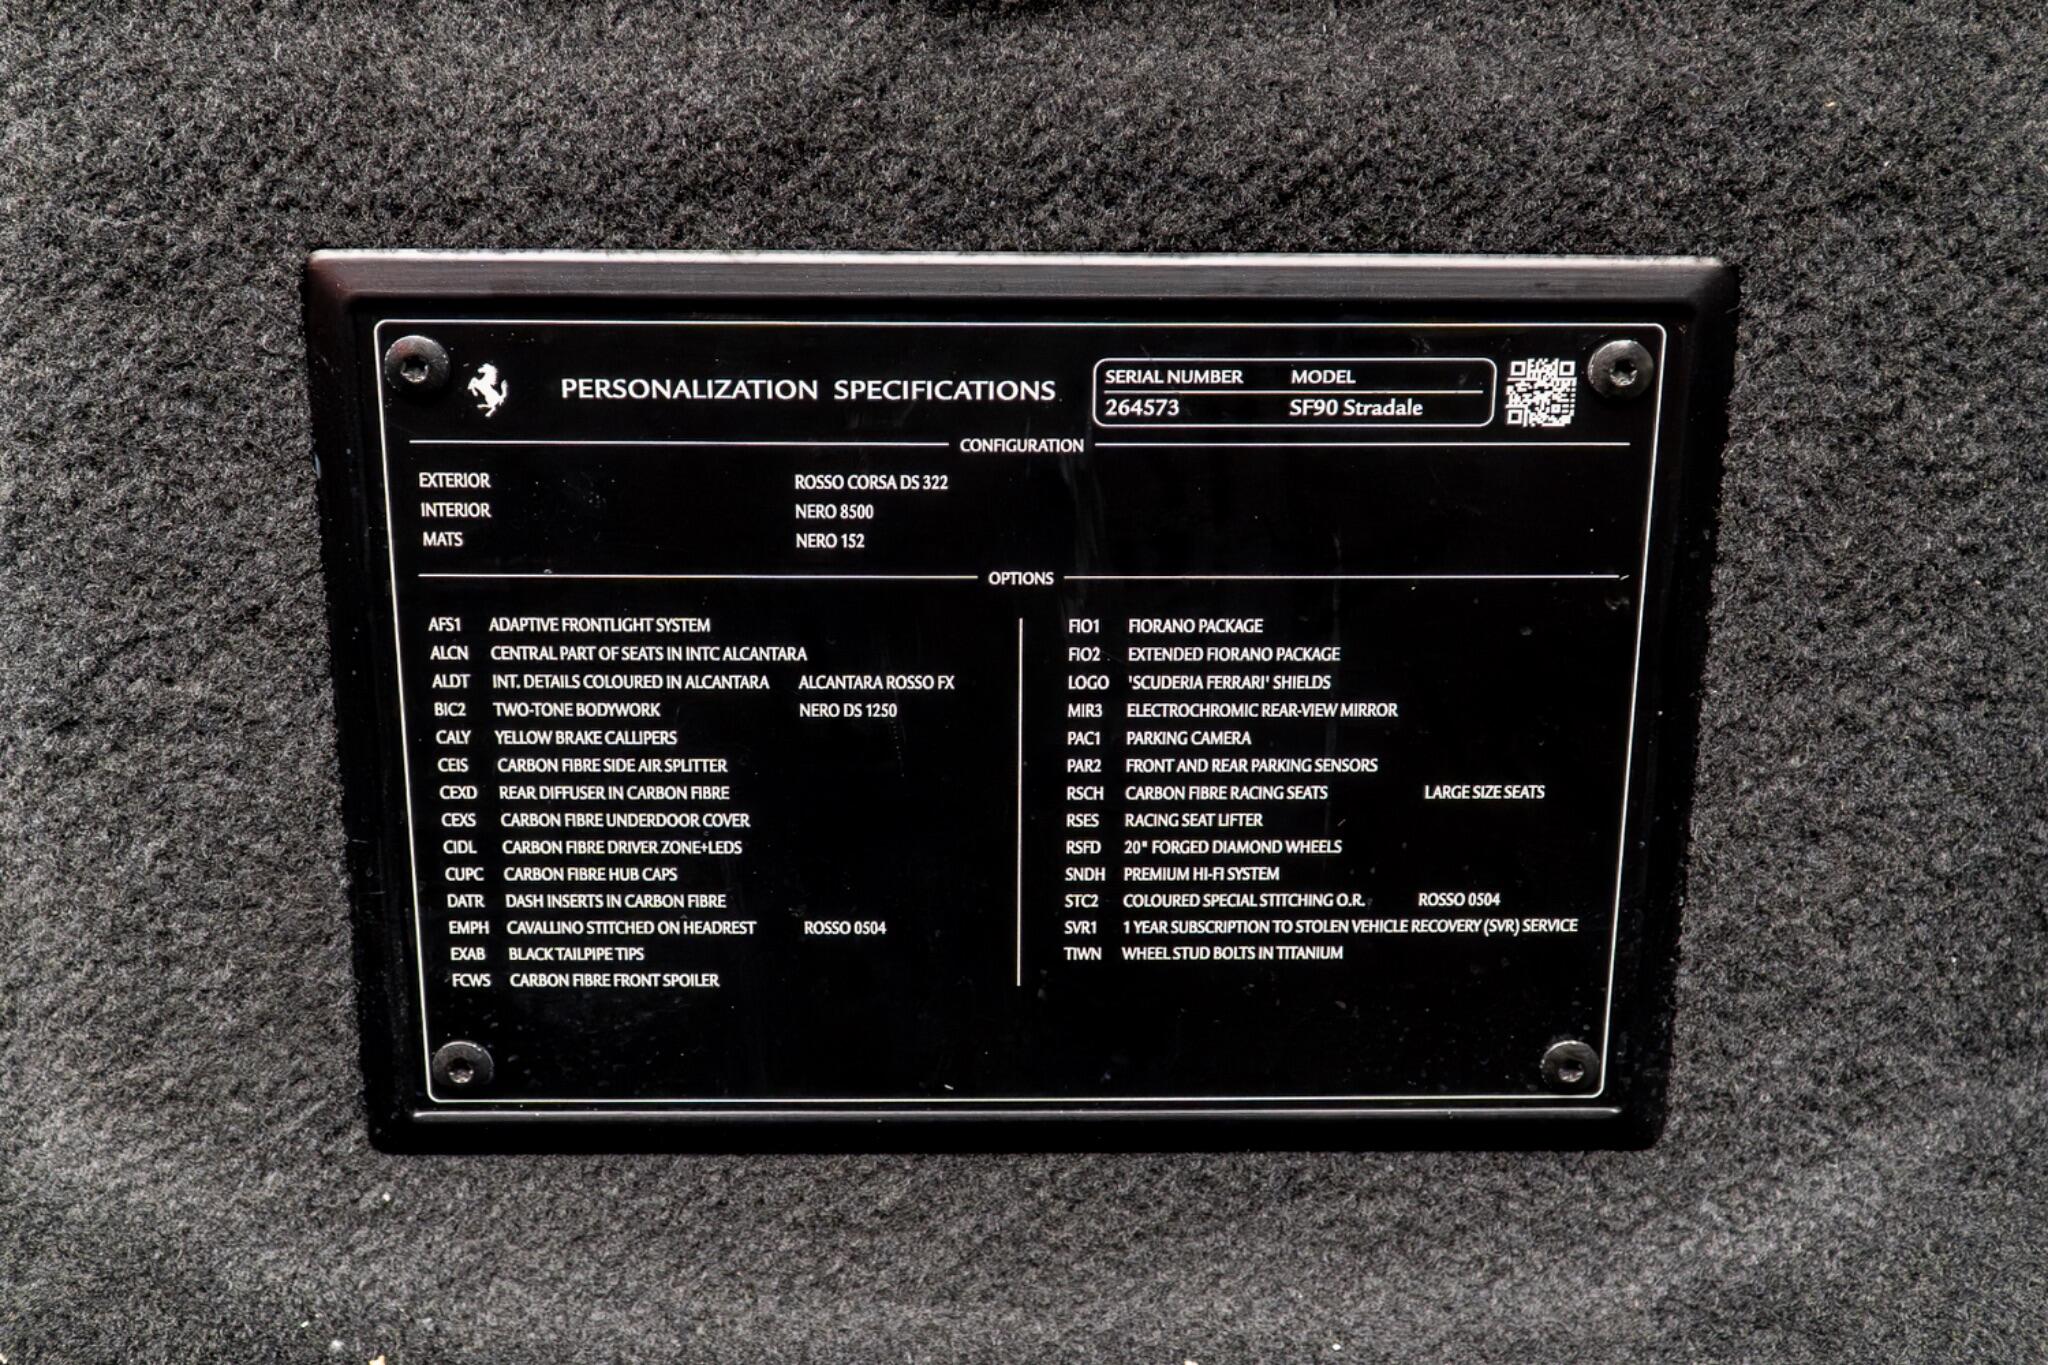 PERSONALIZATION SPECIFICATIONS
SERIAL NUMBER MODEL
264573 SF90 Stradale
CONFIGURATION
EXTERIOR ROSSO CORSA DS 322
INTERIOR NERO 8500
MATS NERO 152
OPTIONS
AFS1 ADAPTIVE FRONTLIGHT SYSTEM
ALCN CENTRAL PART OF SEATS IN INTC ALCANTARA
ALDT INT. DETAILS COLOURED IN ALCANTARA ALCANTARA ROSSO FX
BIC2 TWO-TONE BODYWORK NERO DS 1250
CALY YELLOW BRAKE CALLIPERS
CEIS CARBON FIBRE SIDE AIR SPLITTER
CEXD REAR DIFFUSER IN CARBON FIBRE
CEXS CARBON FIBRE UNDERDOOR COVER
CIDL CARBON FIBRE DRIVER ZONE+LEDS
CUPC CARBON FIBRE HUB CAPS
DATR DASH INSERTS IN CARBON FIBRE
EMPH CAVALLINO STITCHED ON HEADREST ROSSO 0504
EXAB BLACK TAILPIPE TIPS
FCWS CARBON FIBRE FRONT SPOILER
FIO1 FIORANO PACKAGE
FIO2 EXTENDED FIORANO PACKAGE
LOGO 'SCUDERIA FERRARI' SHIELDS
MIR3 ELECTROCHROMIC REAR-VIEW MIRROR
PAC1 PARKING CAMERA
PAR2 FRONT AND REAR PARKING SENSORS
RSCH CARBON FIBRE RACING SEATS LARGE SIZE SEATS
RSES RACING SEAT LIFTER
RSFD 20" FORGED DIAMOND WHEELS
SNDH PREMIUM HI-FI SYSTEM
STC2 COLOURED SPECIAL STITCHING O.R. ROSSO 0504
SVR1 1 YEAR SUBSCRIPTION TO STOLEN VEHICLE RECOVERY (SVR) SERVICE
TIWN WHEEL STUD BOLTS IN TITANIUM